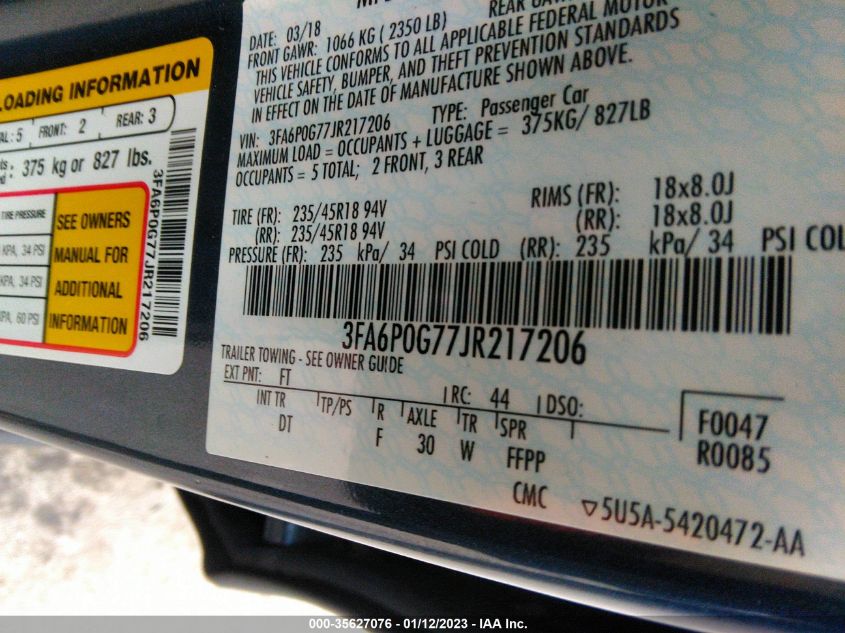 LOADING INFORMATION
: 5 FRONT: 2 REAR: 3
: 375 kg or 827 lbs.
TIRE PRESSURE
KPA, 34 PSI
KPA, 34 PSI
KPA, 60 PSI
SEE OWNERS
MANUAL FOR
ADDITIONAL
INFORMATION
3FA6P0G77JR217206
DATE: 03/18
FRONT GAWR: 1066 KG ( 2350 LB) REAR
THIS VEHICLE CONFORMS TO ALL APPLICABLE FEDERAL MOTOR
VEHICLE SAFETY, BUMPER, AND THEFT PREVENTION STANDARDS
IN EFFECT ON THE DATE OF MANUFACTURE SHOWN ABOVE.
VIN: 3FA6P0G77JR217206 TYPE: Passenger Car
MAXIMUM LOAD = OCCUPANTS + LUGGAGE = 375KG/ 827LB
OCCUPANTS = 5 TOTAL; 2 FRONT, 3 REAR
TIRE (FR): 235/45R18 94V RIMS (FR): 18x8.0J
(RR): 235/45R18 94V (RR): 18x8.0J
PRESSURE (FR): 235 kPa/ 34 PSI COLD (RR): 235 kPa/ 34 PSI COL
3FA6P0G77JR217206
TRAILER TOWING - SEE OWNER GUIDE
EXT PNT: FT RC: 44 DSO:
INT TR TP/PS R AXLE TR SPR
DT F 30 W FFPP
F0047
R0085
CMC ▽5U5A-5420472-AA
000-35627076 - 01/12/2023 - IAA Inc.